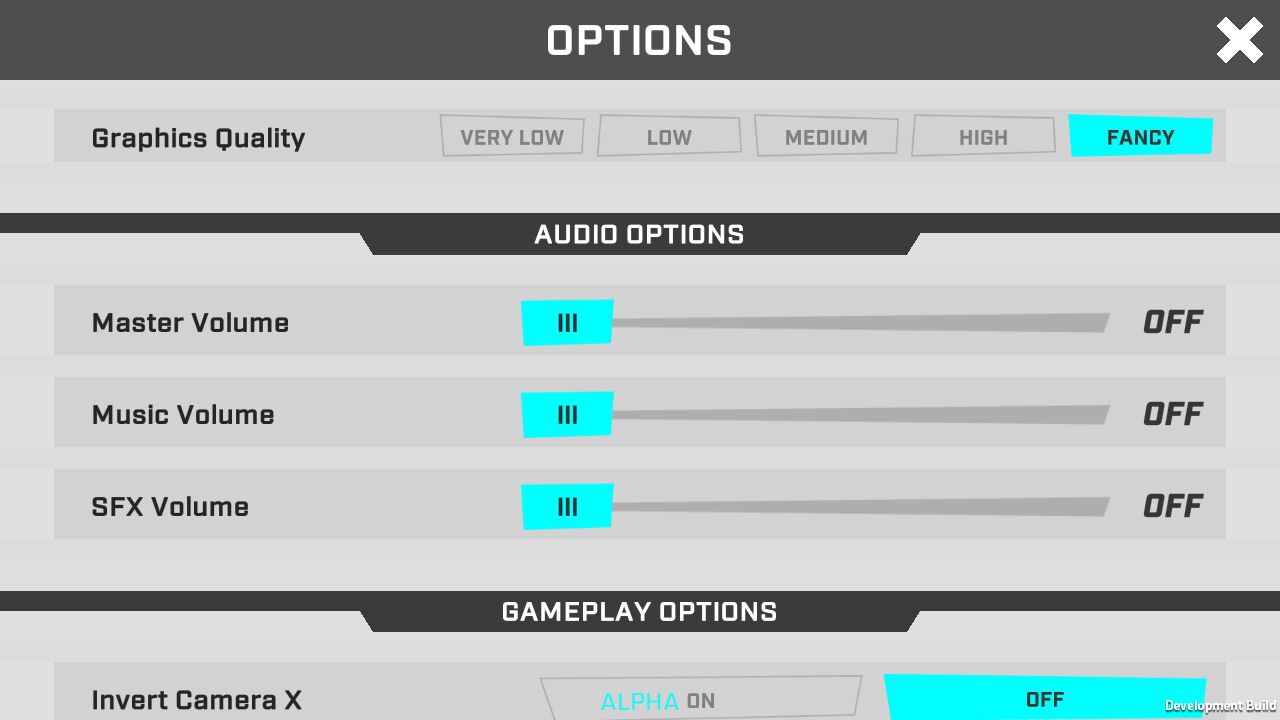 OPTIONS
Graphics Quality VERY LOW LOW MEDIUM HIGH FANCY
AUDIO OPTIONS
Master Volume III OFF
Music Volume III OFF
SFX Volume III OFF
GAMEPLAY OPTIONS
Invert Camera X ALPHA ON OFF
Development Build